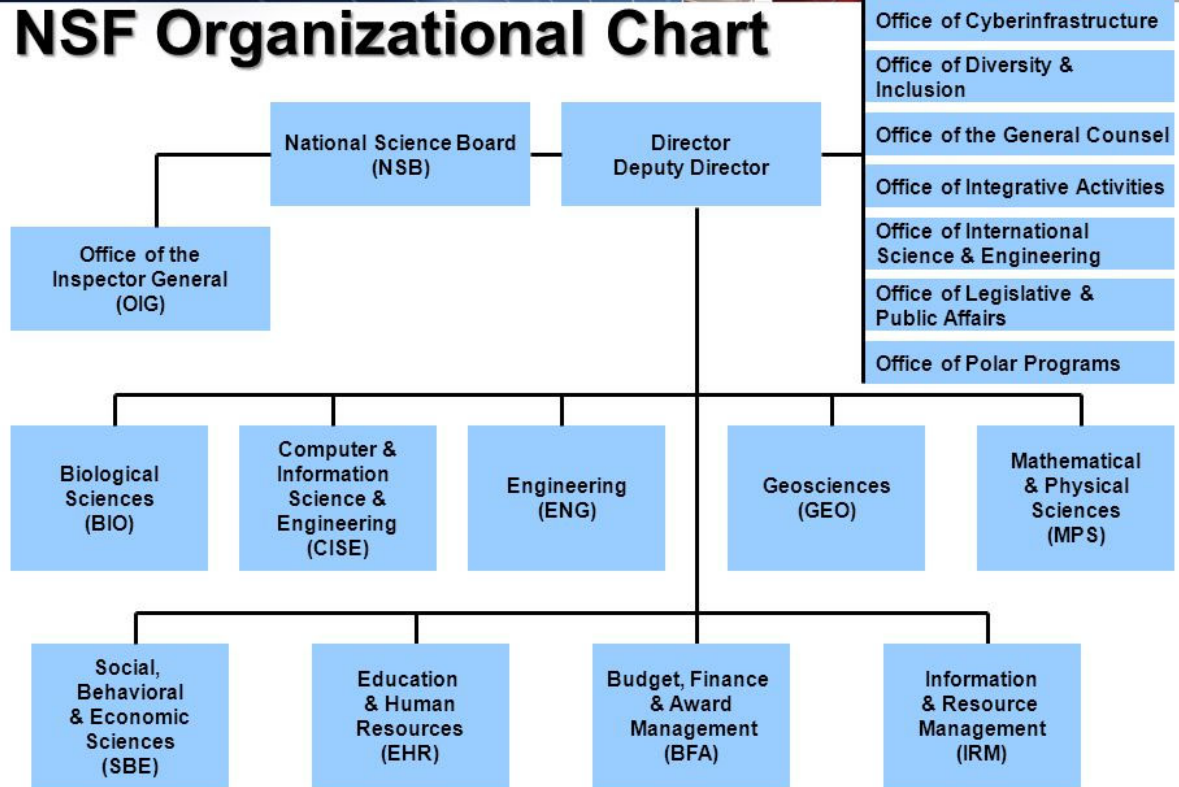 NSF Organizational Chart
Office of Cyberinfrastructure
Office of Diversity &
Inclusion
Office of the General Counsel
Office of Integrative Activities
Office of International
Science & Engineering
Office of Legislative &
Public Affairs
Office of Polar Programs
National Science Board
(NSB)
Director
Deputy Director
Office of the
Inspector General
(OIG)
Biological
Sciences
(BIO)
Computer &
Information
Science &
Engineering
(CISE)
Engineering
(ENG)
Geosciences
(GEO)
Mathematical
& Physical
Sciences
(MPS)
Social,
Behavioral
& Economic
Sciences
(SBE)
Education
& Human
Resources
(EHR)
Budget, Finance
& Award
Management
(BFA)
Information
& Resource
Management
(IRM)